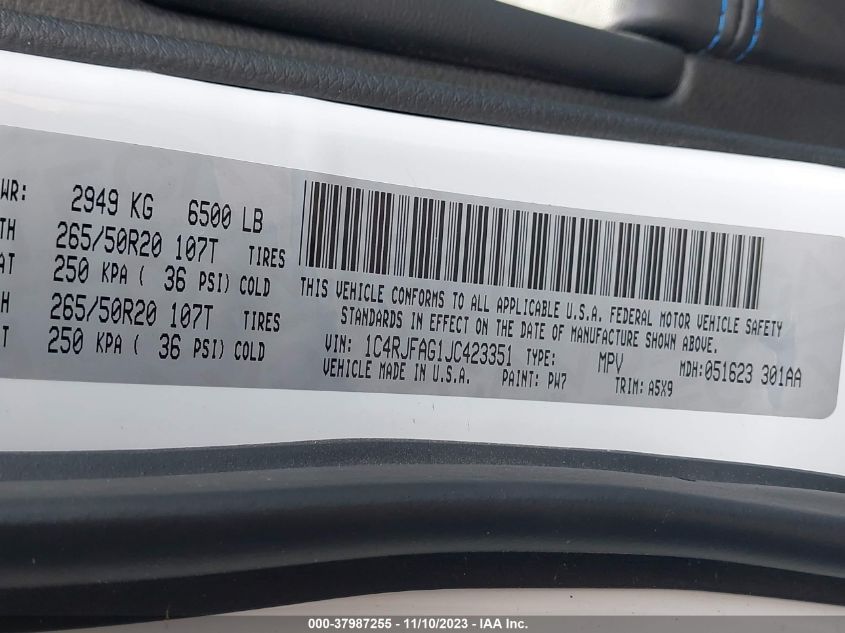 WR: 2949 KG 6500 LB
TH 265/50R20 107T TIRES
AT 250 KPA ( 36 PSI) COLD
H 265/50R20 107T TIRES
T 250 KPA ( 36 PSI) COLD
THIS VEHICLE CONFORMS TO ALL APPLICABLE U.S.A. FEDERAL MOTOR VEHICLE SAFETY
STANDARDS IN EFFECT ON THE DATE OF MANUFACTURE SHOWN ABOVE.
VIN: 1C4RJFAG1JC423351 TYPE: MPV MDH:051623 301AA
VEHICLE MADE IN U.S.A. PAINT: PW7 TRIM: A5X9
000-37987255 - 11/10/2023 - IAA Inc.